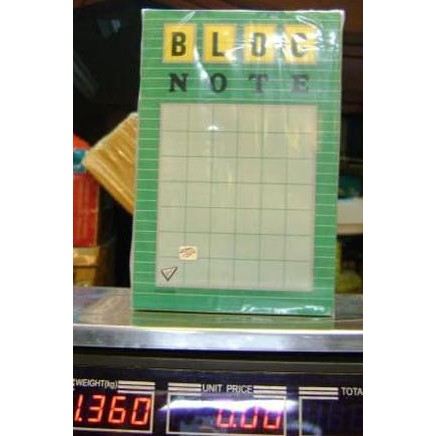 BLOC
NOTE
WEIGHT(kg)
UNIT PRICE
TOTA
1.360
0.00